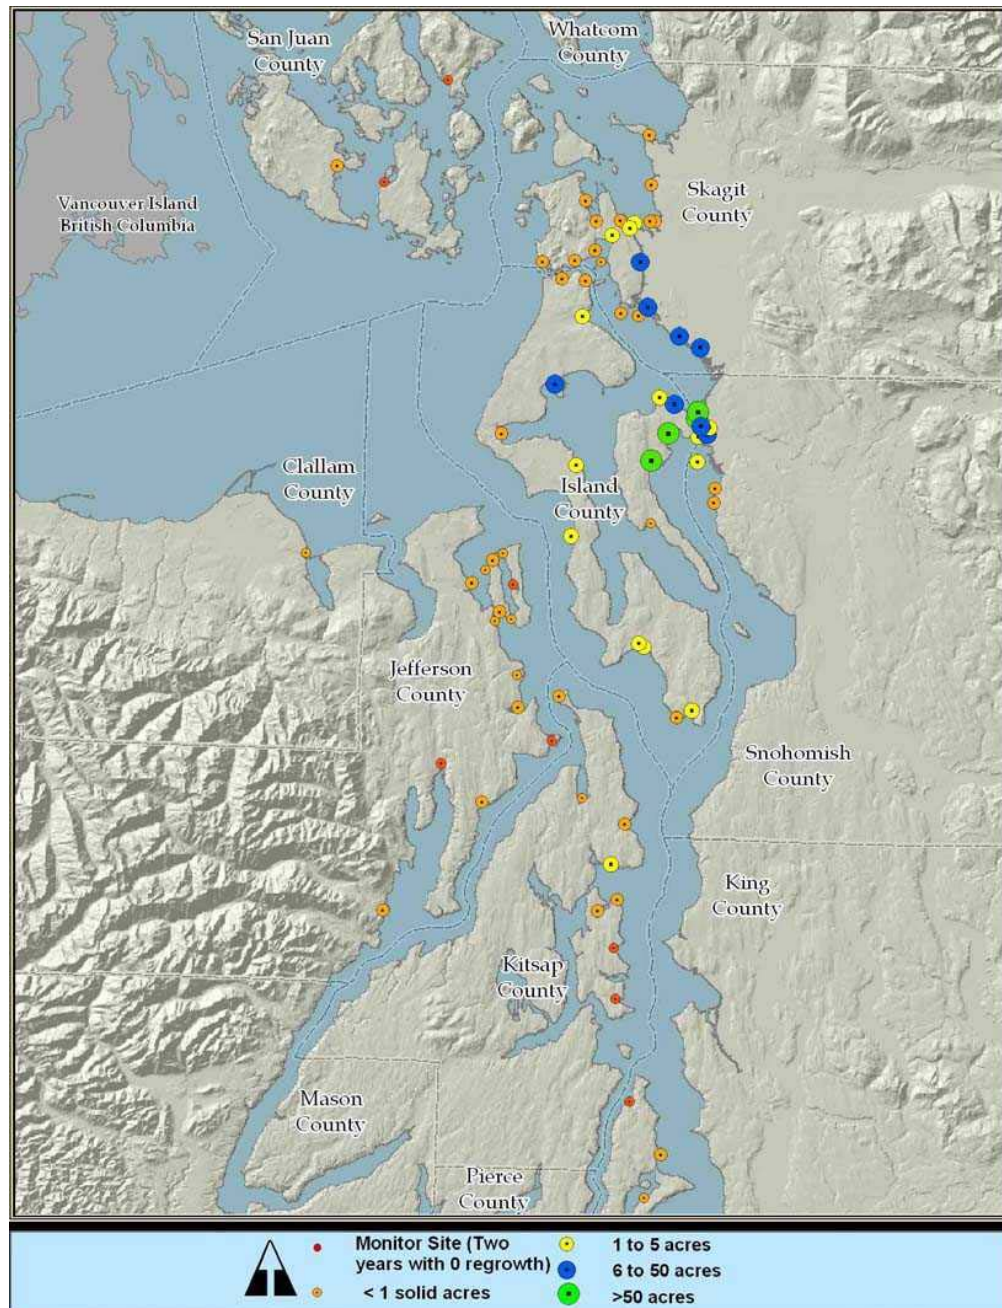 San Juan
County
Whatcom
County
Vancouver Island
British Columbia
Skagit
County
Clallam
County
Island
County
Jefferson
County
Snohomish
County
King
County
Kitsap
County
Mason
County
Pierce
County
Monitor Site (Two
years with 0 regrowth)
< 1 solid acres
1 to 5 acres
6 to 50 acres
>50 acres